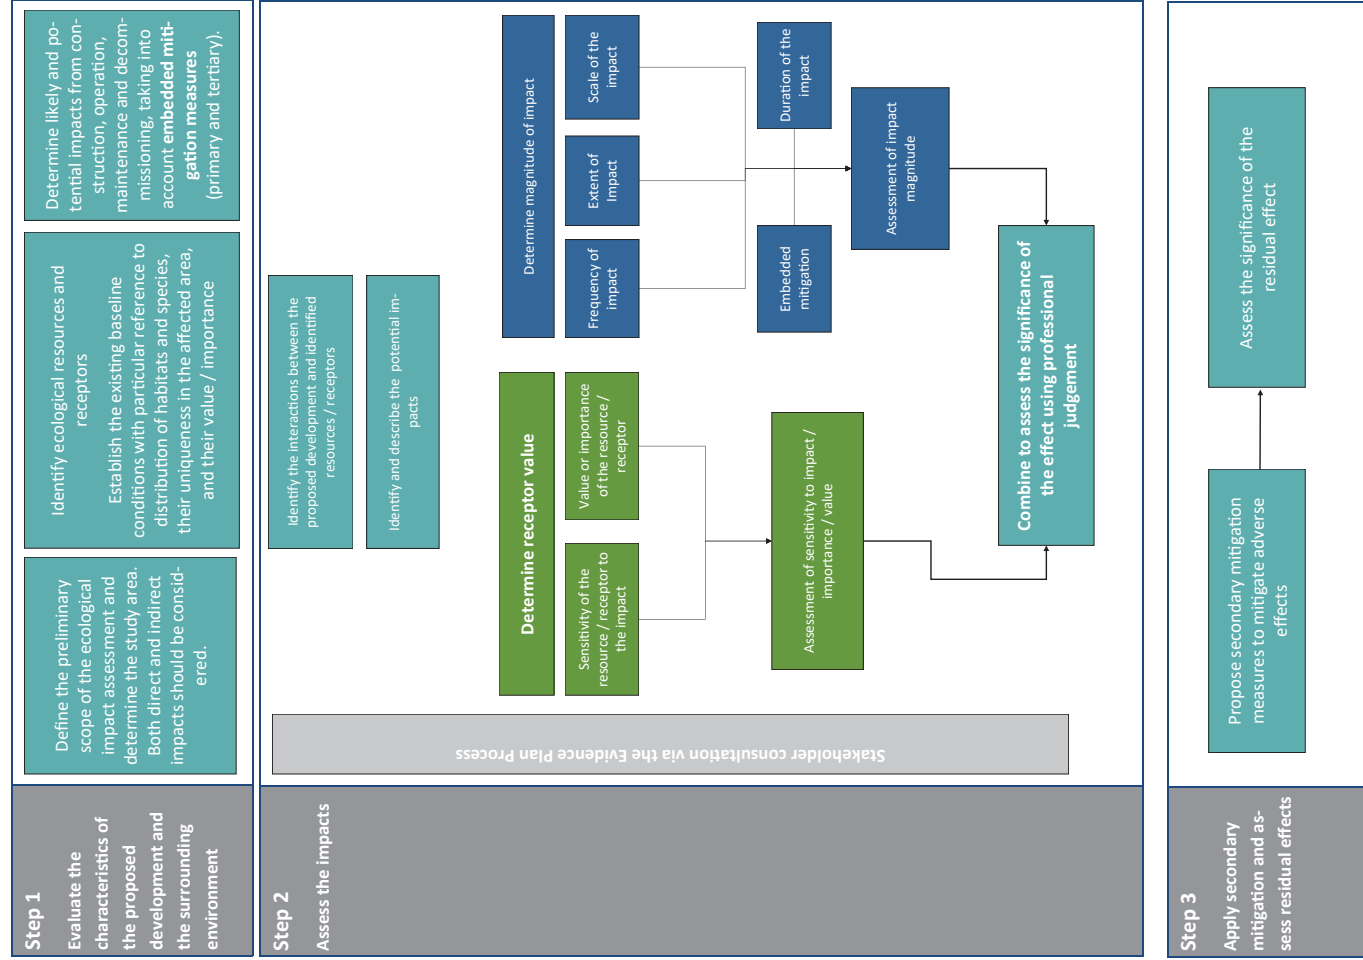 Step 1
Evaluate the
characteristics of
the proposed
development and
the surrounding
environment
Define the preliminary
scope of the ecological
impact assessment and
determine the study area.
Both direct and indirect
impacts should be consid-
ered.
Identify ecological resources and
receptors
Establish the existing baseline
conditions with particular reference to
distribution of habitats and species,
their uniqueness in the affected area,
and their value / importance
Determine likely and po-
tential impacts from con-
struction, operation,
maintenance and decom-
missioning, taking into
account embedded miti-
gation measures
(primary and tertiary).
Step 2
Assess the impacts
Stakeholder consultation via the Evidence Plan Process
Identify the interactions between the
proposed development and identified
resources / receptors
Identify and describe the potential im-
pacts
Determine receptor value
Sensitivity of the
resource / receptor to
the impact
Value or importance
of the resource /
receptor
Assessment of sensitivity to impact /
importance / value
Determine magnitude of impact
Frequency of
impact
Extent of
Impact
Scale of the
impact
Embedded
mitigation
Duration of the
impact
Assessment of impact
magnitude
Combine to assess the significance of
the effect using professional
judgement
Step 3
Apply secondary
mitigation and as-
sess residual effects
Propose secondary mitigation
measures to mitigate adverse
effects
Assess the significance of the
residual effect